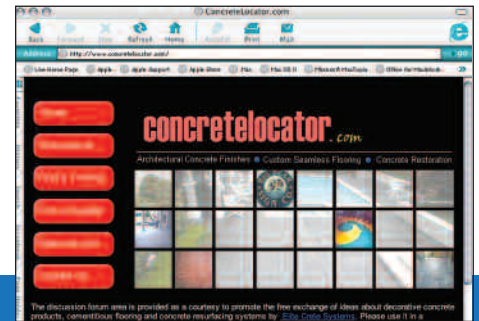 ConcreteLocator.com
Back Forward Stop Refresh Home AutoFill Print Mail
Address http://www.concretelocator.com/ go
Live Home Page Apple Apple Support Apple Store Mac Mac OS X Microsoft MacTopia Office for Macintosh
concretelocator.com
Architectural Concrete Finishes Custom Seamless Flooring Concrete Restoration
The discussion forum area is provided as a courtesy to promote the free exchange of ideas about decorative concrete
products, cementitious flooring and concrete resurfacing systems by Elite Crete Systems. Please use it in a